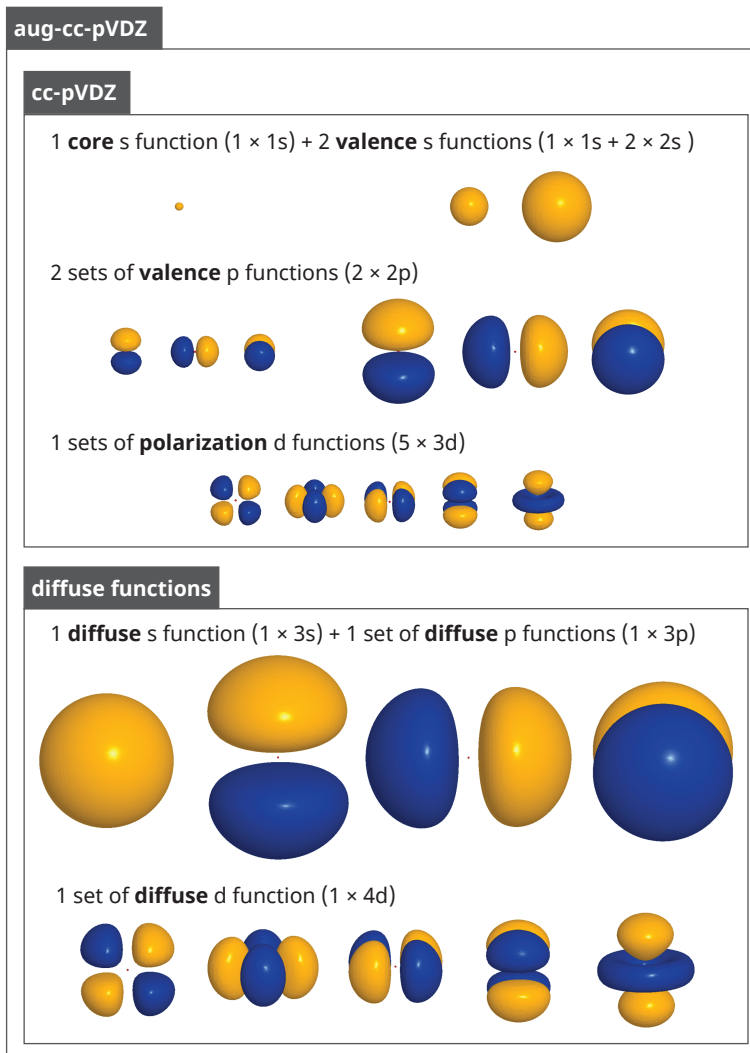 aug-cc-pVDZ
cc-pVDZ
1 core s function (1 × 1s) + 2 valence s functions (1 × 1s + 2 × 2s )
2 sets of valence p functions (2 × 2p)
1 sets of polarization d functions (5 × 3d)
diffuse functions
1 diffuse s function (1 × 3s) + 1 set of diffuse p functions (1 × 3p)
1 set of diffuse d function (1 × 4d)